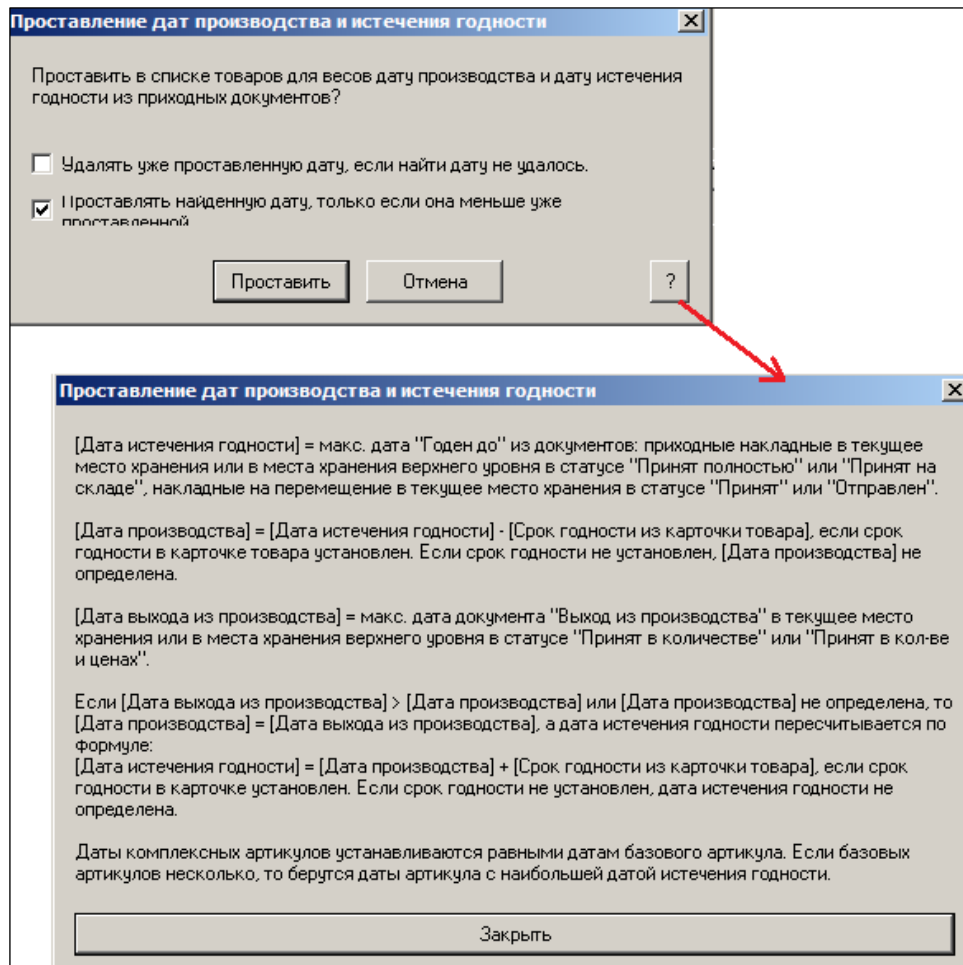 Проставление дат производства и истечения годности
Проставить в списке товаров для весов дату производства и дату истечения
годности из приходных документов?
Удалять уже проставленную дату, если найти дату не удалось.
Проставлять найденную дату, только если она меньше уже
проставленной
Проставить
Отмена
?
Проставление дат производства и истечения годности
[Дата истечения годности] = макс. дата "Годен до" из документов: приходные накладные в текущее
место хранения или в места хранения верхнего уровня в статусе "Принят полностью" или "Принят на
складе", накладные на перемещение в текущее место хранения в статусе "Принят" или "Отправлен".
[Дата производства] = [Дата истечения годности] - [Срок годности из карточки товара], если срок
годности в карточке товара установлен. Если срок годности не установлен, [Дата производства] не
определена.
[Дата выхода из производства] = макс. дата документа "Выход из производства" в текущее место
хранения или в места хранения верхнего уровня в статусе "Принят в количестве" или "Принят в кол-ве
и ценах".
Если [Дата выхода из производства] > [Дата производства] или [Дата производства] не определена, то
[Дата производства] = [Дата выхода из производства], а дата истечения годности пересчитывается по
формуле:
[Дата истечения годности] = [Дата производства] + [Срок годности из карточки товара], если срок
годности в карточке установлен. Если срок годности не установлен, дата истечения годности не
определена.
Даты комплексных артикулов устанавливаются равными датам базового артикула. Если базовых
артикулов несколько, то берутся даты артикула с наибольшей датой истечения годности.
Закрыть